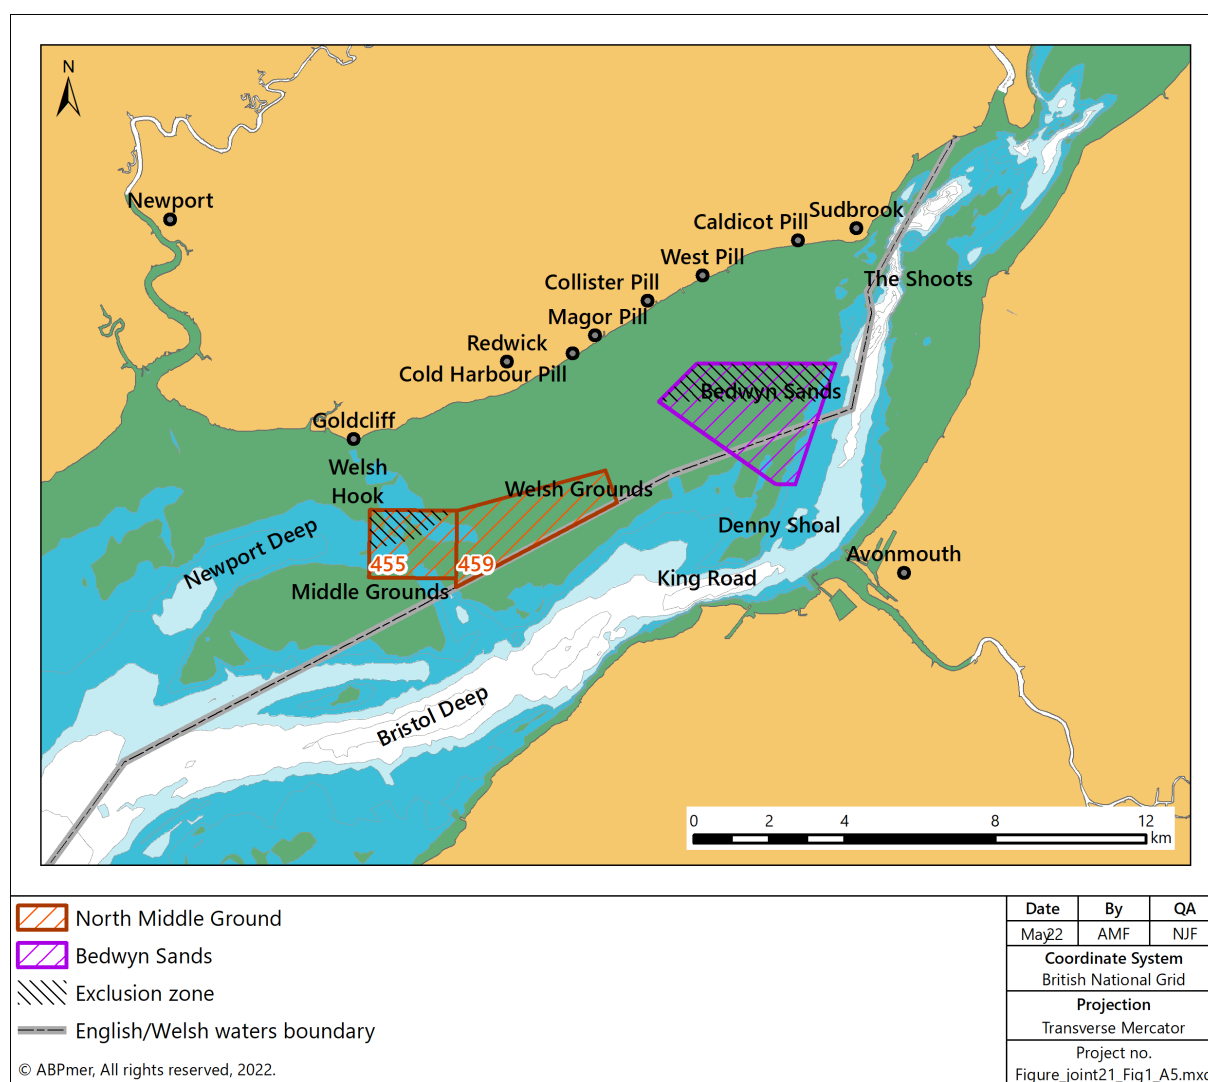 N
Newport
Sudbrook
Caldicot Pill
West Pill
The Shoots
Collister Pill
Magor Pill
Redwick
Cold Harbour Pill
Bedwyn Sands
Goldcliff
Welsh
Hook
Welsh Grounds
Newport Deep
Denny Shoal
455
459
Avonmouth
King Road
Middle Grounds
Bristol Deep
0 2 4 8 12
km
North Middle Ground
Bedwyn Sands
Exclusion zone
English/Welsh waters boundary
© ABPmer, All rights reserved, 2022.
Date By QA
May22 AMF NJF
Coordinate System
British National Grid
Projection
Transverse Mercator
Project no.
Figure_joint21_Fig1_A5.mxd